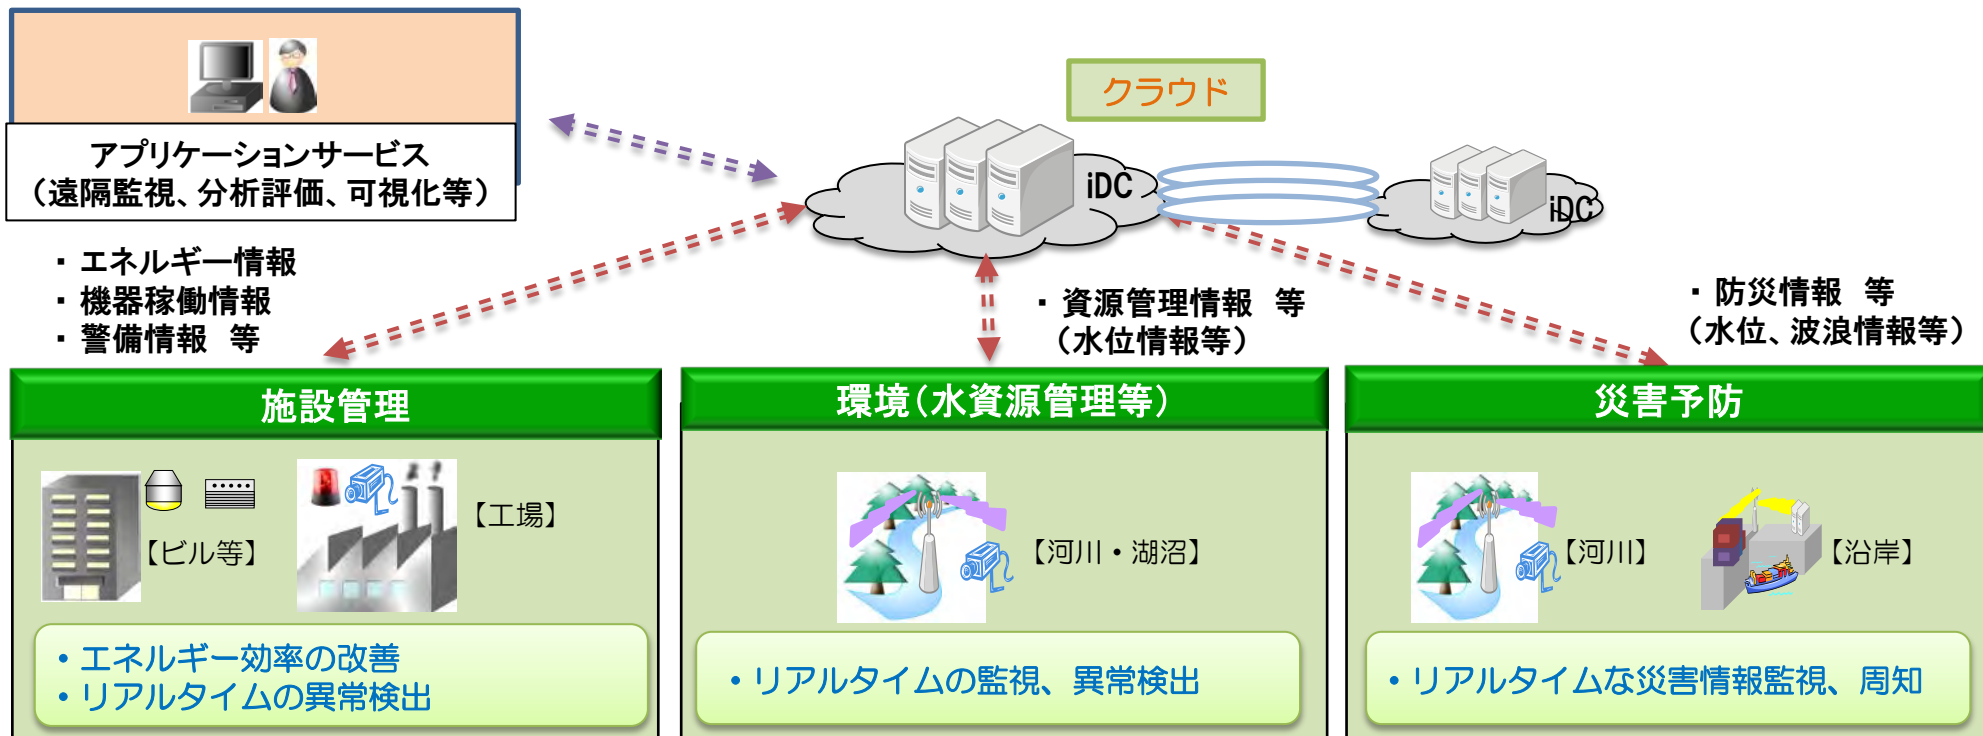 クラウド
アプリケーションサービス
（遠隔監視、分析評価、可視化等）
iDC
iDC
・ エネルギー情報
・ 機器稼働情報
・ 警備情報　等
・ 資源管理情報　等
（水位情報等）
・ 防災情報　等
（水位、波浪情報等）
施設管理
【ビル等】
【工場】
・エネルギー効率の改善
・リアルタイムの異常検出
環境（水資源管理等）
【河川・湖沼】
・リアルタイムの監視、異常検出
災害予防
【河川】
【沿岸】
・リアルタイムな災害情報監視、周知